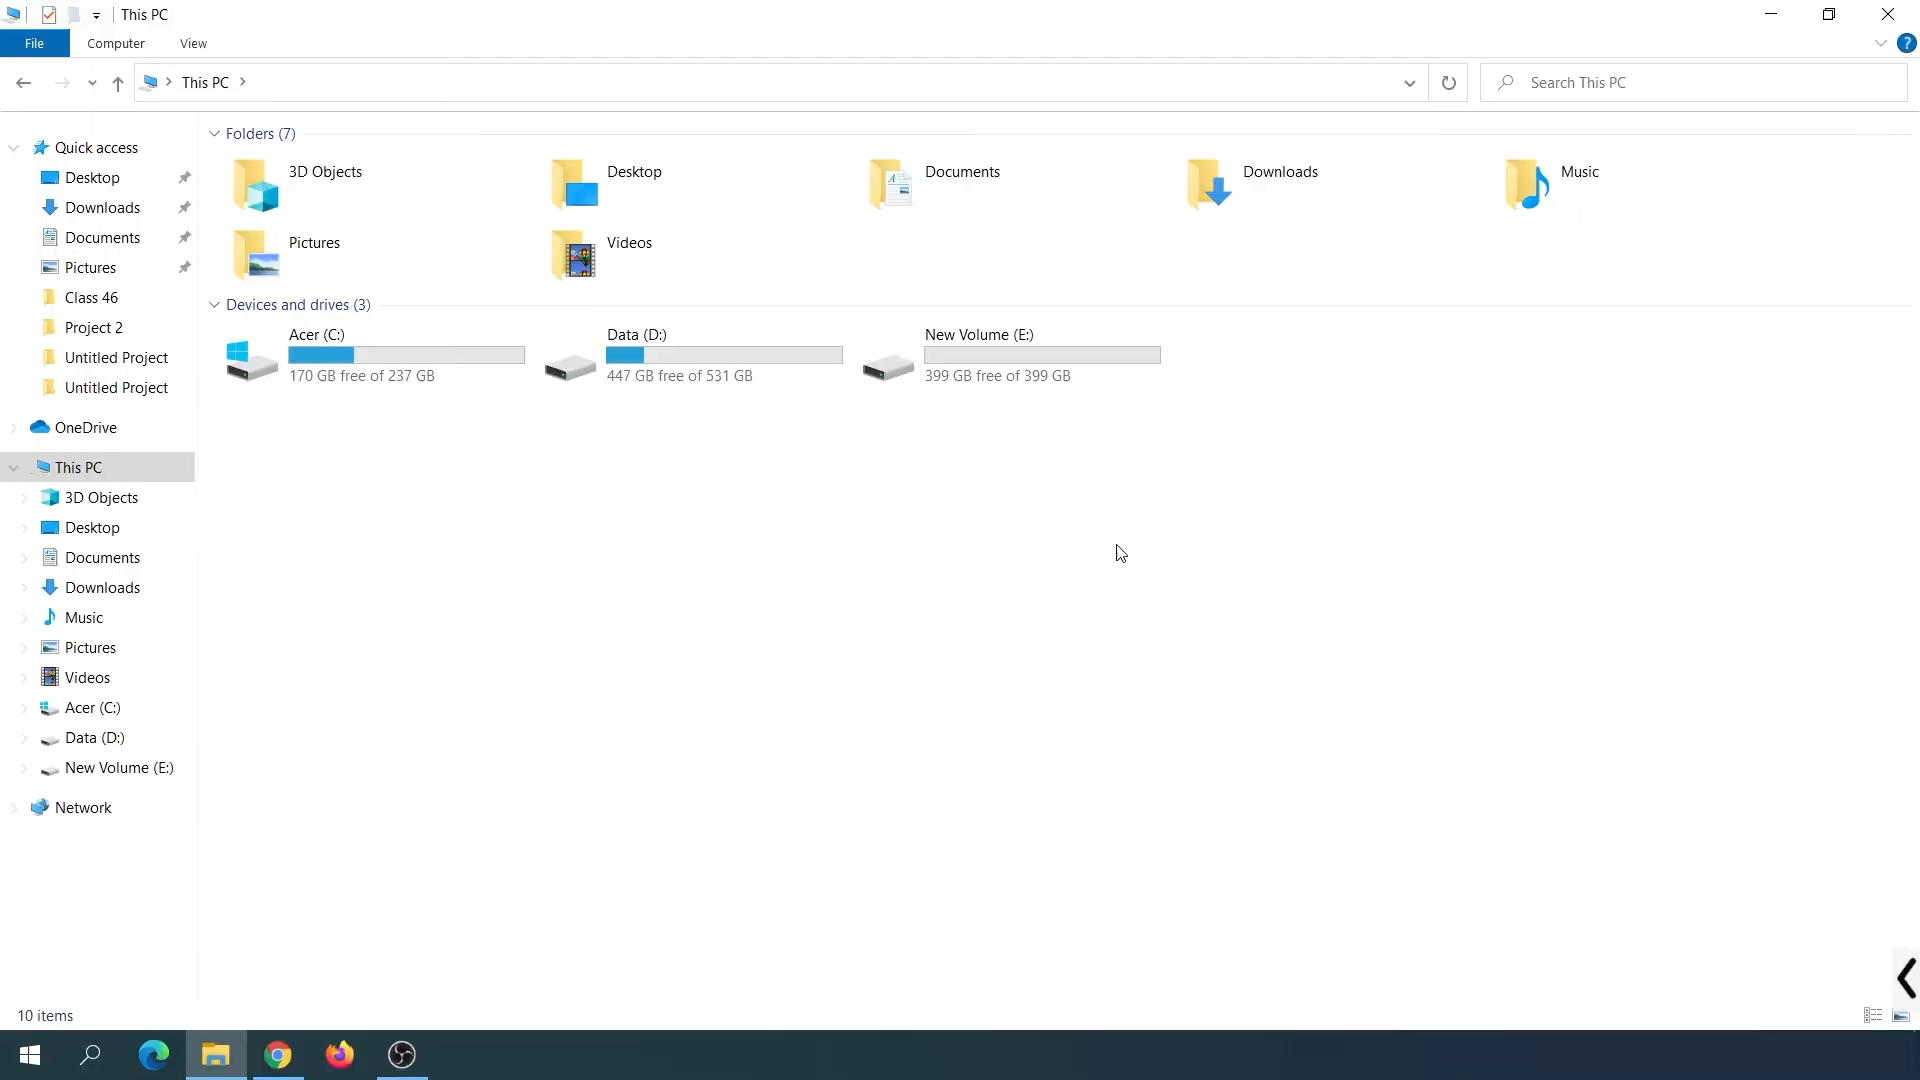 This PC
File
Computer
View
This PC
Search This PC
Quick access
Desktop
Downloads
Documents
Pictures
Class 46
Project 2
Untitled Project
Untitled Project
OneDrive
This PC
3D Objects
Desktop
Documents
Downloads
Music
Pictures
Videos
Acer (C:)
Data (D:)
New Volume (E:)
Network
Folders (7)
3D Objects
Desktop
Documents
Downloads
Music
Pictures
Videos
Devices and drives (3)
Acer (C:)
170 GB free of 237 GB
Data (D:)
447 GB free of 531 GB
New Volume (E:)
399 GB free of 399 GB
10 items